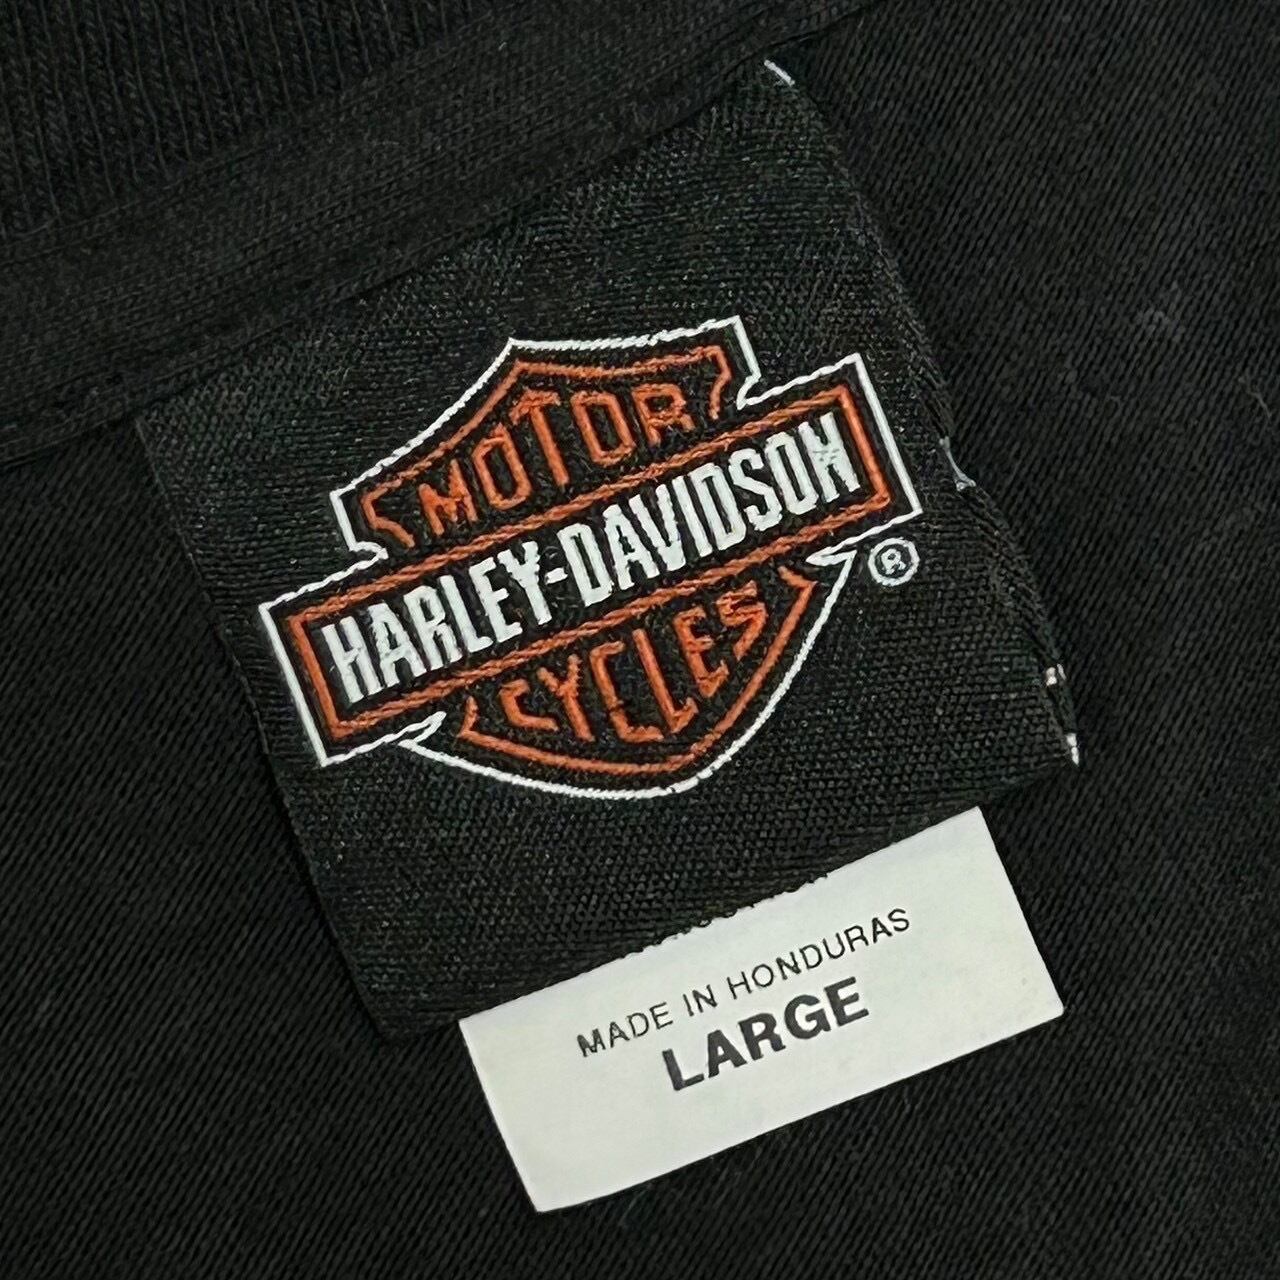 MOTOR
HARLEY-DAVIDSON
CYCLES
®
MADE IN HONDURAS
LARGE